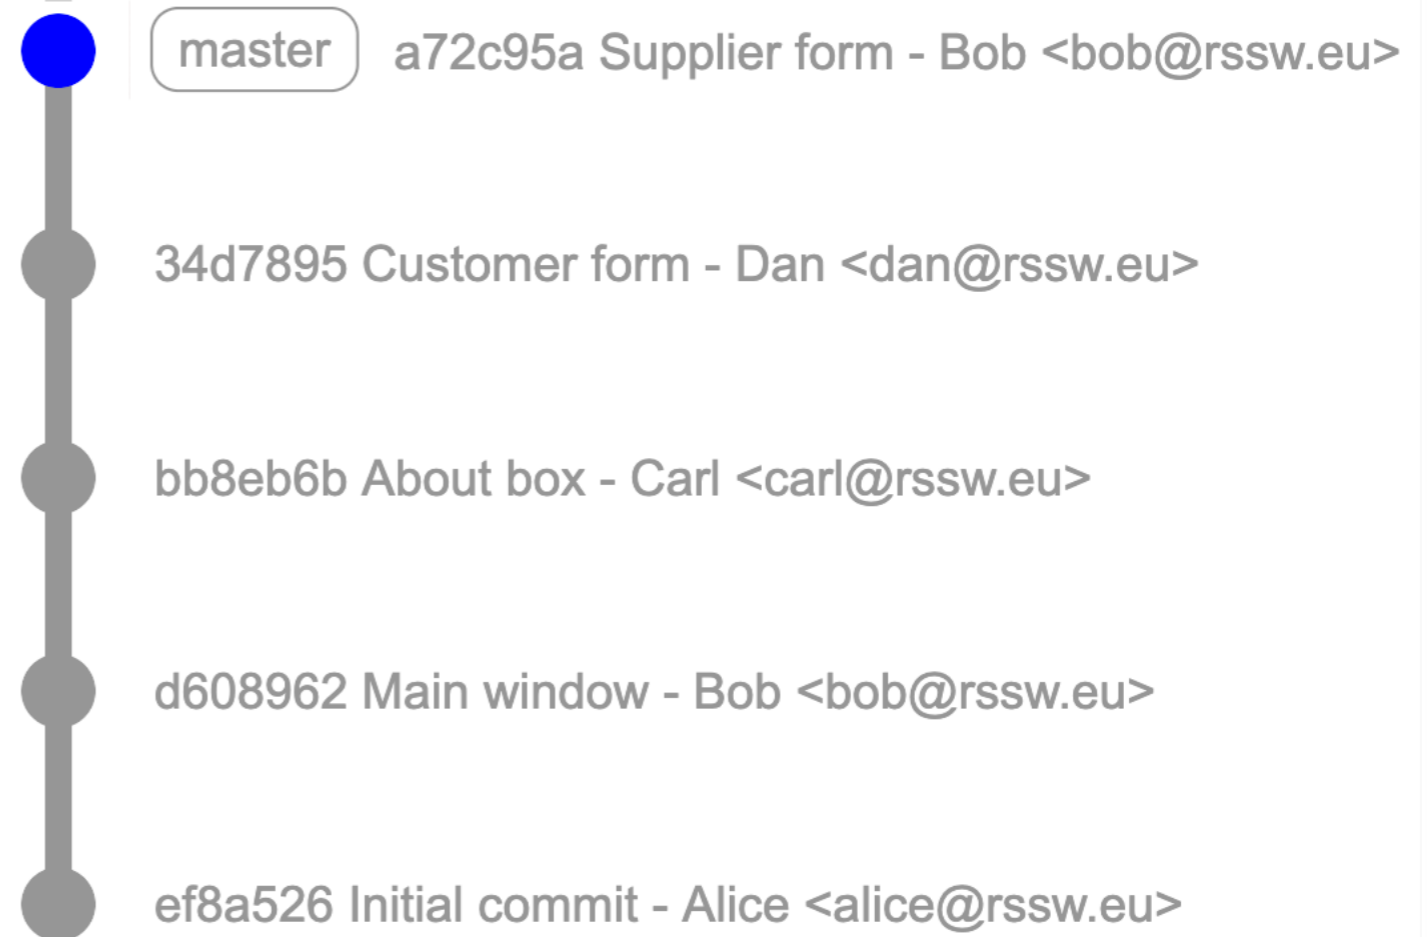 master a72c95a Supplier form - Bob <bob@rssw.eu>
34d7895 Customer form - Dan <dan@rssw.eu>
bb8eb6b About box - Carl <carl@rssw.eu>
d608962 Main window - Bob <bob@rssw.eu>
ef8a526 Initial commit - Alice <alice@rssw.eu>